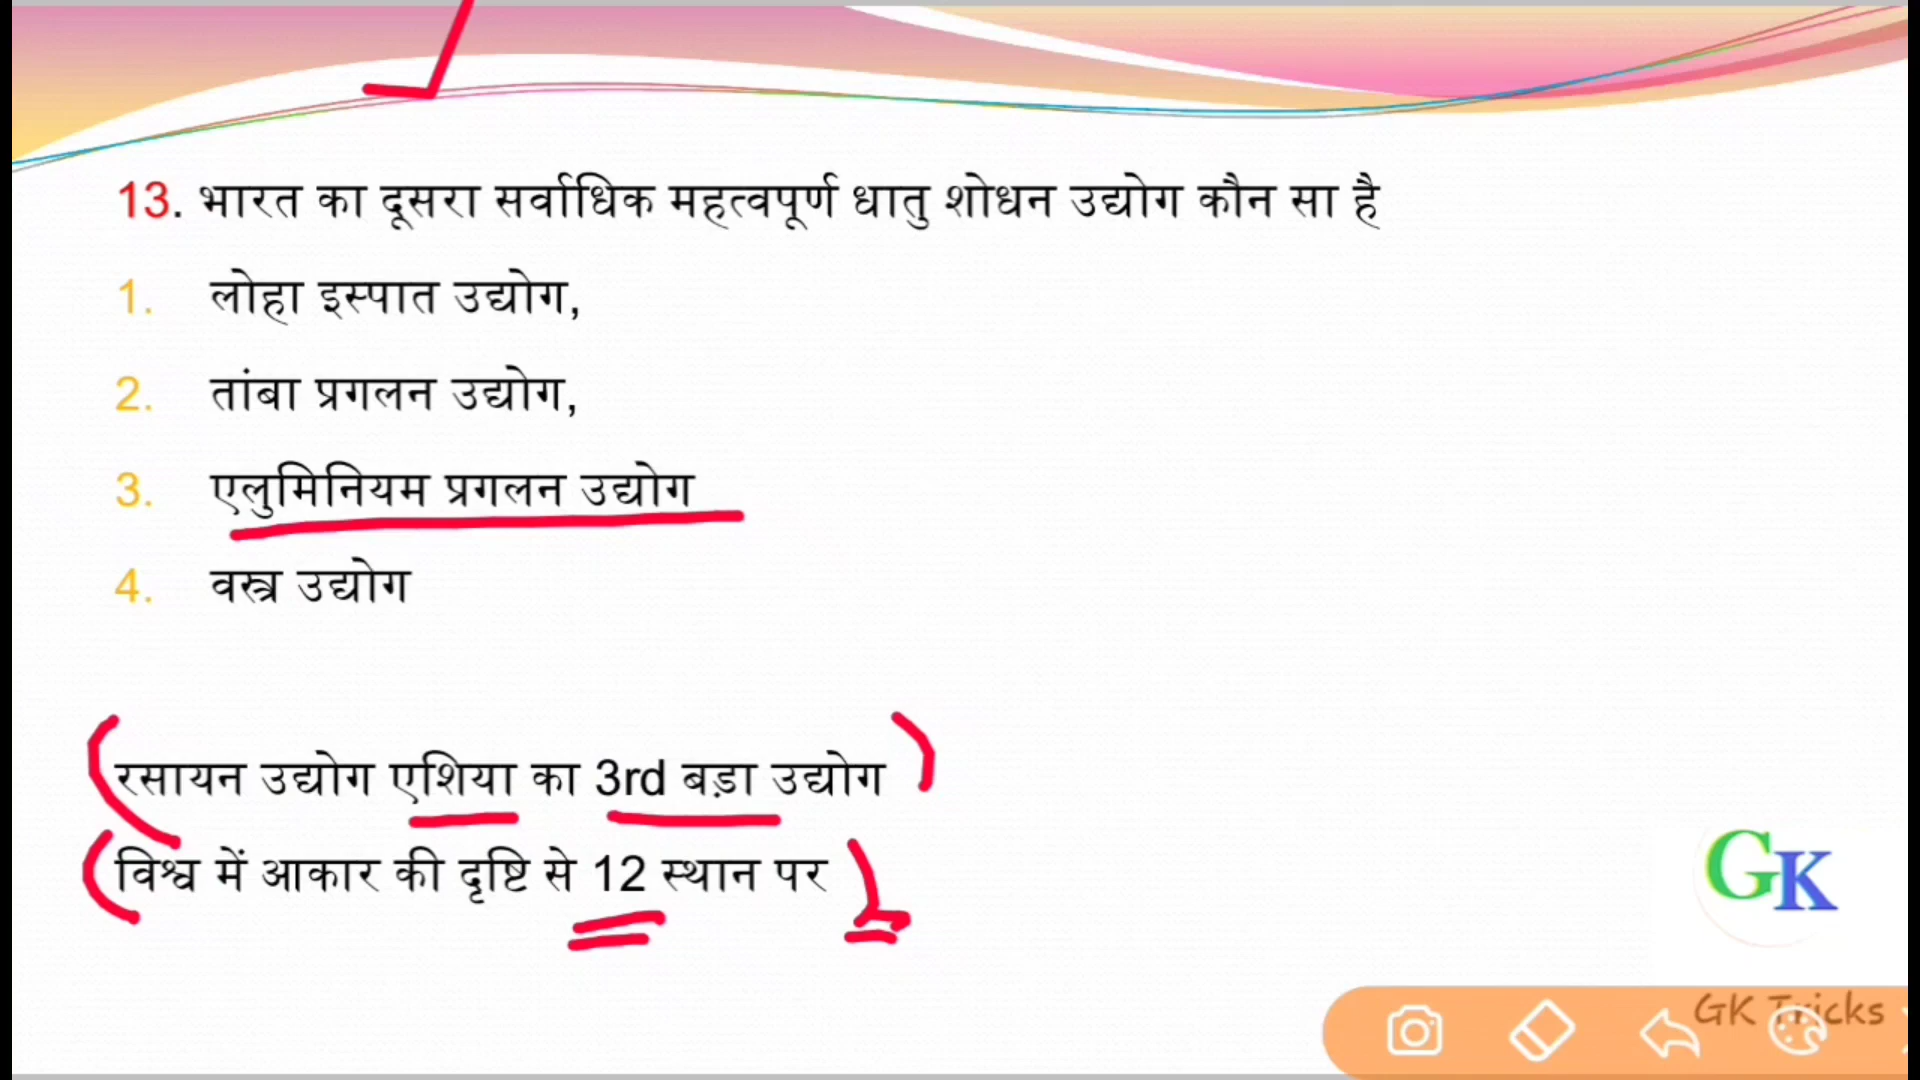 13. भारत का दूसरा सर्वाधिक महत्वपूर्ण धातु शोधन उद्योग कौन सा है
1. लोहा इस्पात उद्योग,
2. तांबा प्रगलन उद्योग,
3. एलुमिनियम प्रगलन उद्योग
4. वस्त्र उद्योग
रसायन उद्योग एशिया का 3rd बड़ा उद्योग
विश्व में आकार की दृष्टि से 12 स्थान पर
GK
GK Tricks